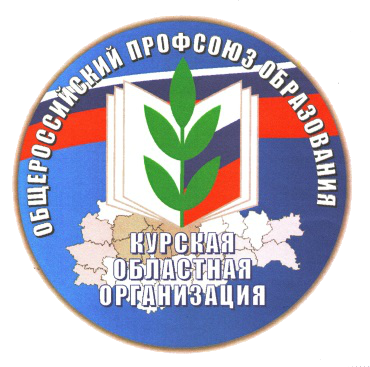 ОБЩЕРОССИЙСКИЙ ПРОФСОЮЗ ОБРАЗОВАНИЯ
КУРСКАЯ
ОБЛАСТНАЯ
ОРГАНИЗАЦИЯ